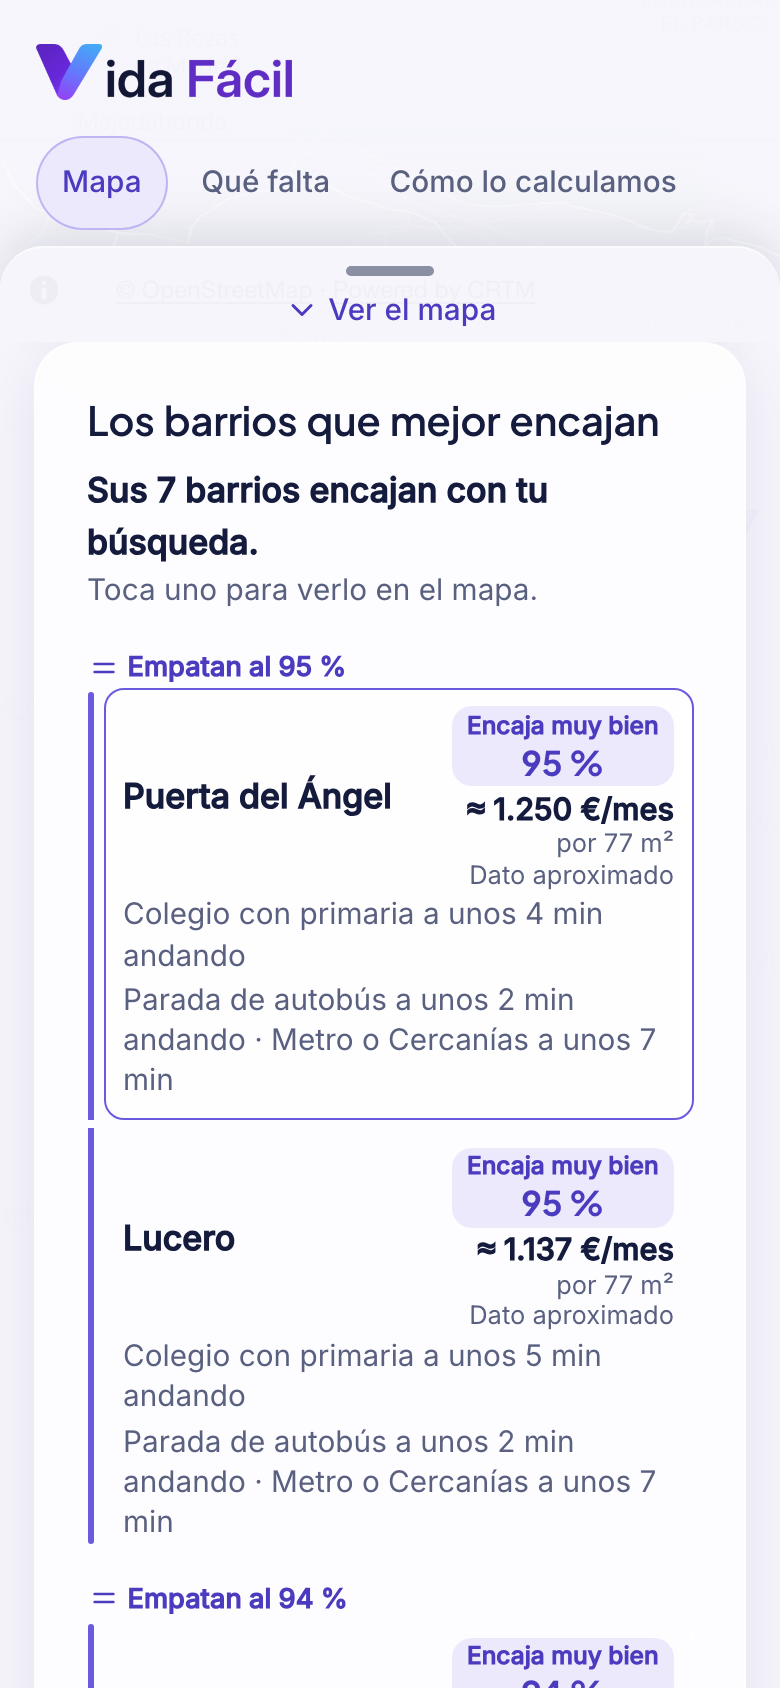 Vida Fácil
Mapa
Qué falta
Cómo lo calculamos
© OpenStreetMap · Powered by CRTM
Ver el mapa
Los barrios que mejor encajan
Sus 7 barrios encajan con tu
búsqueda.
Toca uno para verlo en el mapa.
= Empatan al 95 %
Encaja muy bien
95 %
Puerta del Ángel
≈ 1.250 €/mes
por 77 m²
Dato aproximado
Colegio con primaria a unos 4 min
andando
Parada de autobús a unos 2 min
andando · Metro o Cercanías a unos 7
min
Encaja muy bien
95 %
Lucero
≈ 1.137 €/mes
por 77 m²
Dato aproximado
Colegio con primaria a unos 5 min
andando
Parada de autobús a unos 2 min
andando · Metro o Cercanías a unos 7
min
= Empatan al 94 %
Encaja muy bien
94 %